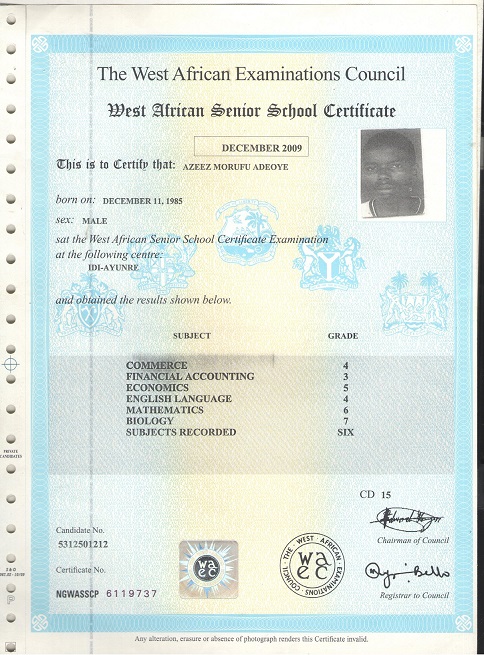 The West African Examinations Council
West African Senior School Certificate
DECEMBER 2009
This is to Certify that: AZEEZ MORUFU ADEOYE
born on: DECEMBER 11, 1985
sex: MALE
sat the West African Senior School Certificate Examination
at the following centre:
IDI-AYUNRE
and obtained the results shown below.
SUBJECT GRADE
COMMERCE 4
FINANCIAL ACCOUNTING 3
ECONOMICS 5
ENGLISH LANGUAGE 4
MATHEMATICS 6
BIOLOGY 7
SUBJECTS RECORDED SIX
PRIVATE
CANDIDATES
CD 15
Chairman of Council
Candidate No.
5312501212
Certificate No.
NGWASSCP 6119737
waec
THE WEST AFRICAN EXAMINATIONS COUNCIL
waec
Registrar to Council
Any alteration, erasure or absence of photograph renders this Certificate invalid.